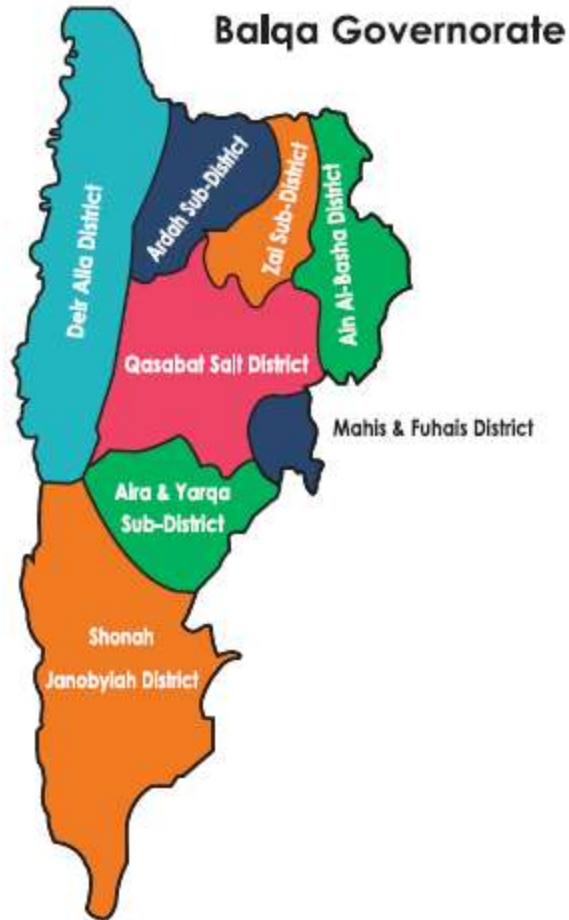 Balqa Governorate
Deir Alla District
Ardah Sub-District
Zai Sub-District
Ain Al-Basha District
Qasabat Salt District
Mahis & Fuhais District
Aira & Yarqa
Sub-District
Shonah
Janobyiah District